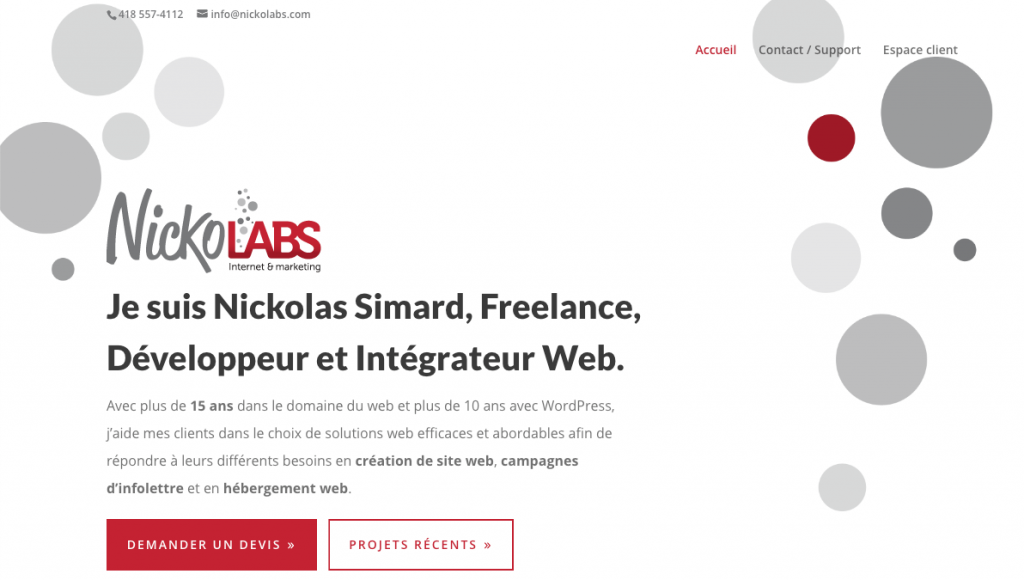 418 557-4112 info@nickolabs.com
Accueil Contact / Support Espace client
NickoLABS
Internet & marketing
Je suis Nickolas Simard, Freelance,
Développeur et Intégrateur Web.
Avec plus de 15 ans dans le domaine du web et plus de 10 ans avec WordPress,
j’aide mes clients dans le choix de solutions web efficaces et abordables afin de
répondre à leurs différents besoins en création de site web, campagnes
d’infolettre et en hébergement web.
DEMANDER UN DEVIS » PROJETS RÉCENTS »